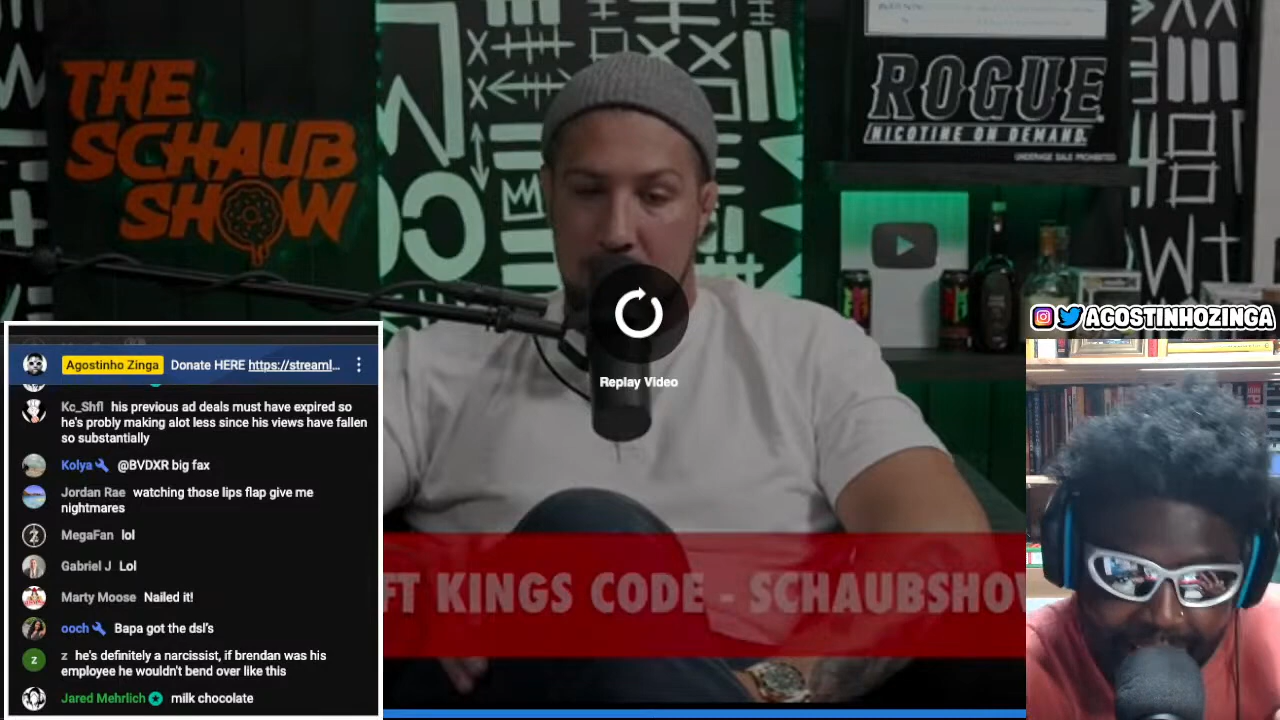 THE
SCHAUB
SHOW
ROGUE
NICOTINE ON DEMAND.
UNDERAGE SALE PROHIBITED
Replay Video
FT KINGS CODE - SCHAUBSHOW
AGOSTINHOZINGA
Agostinho Zinga Donate HERE https://streaml...
Kc_Shfl his previous ad deals must have expired so
he's probly making alot less since his views have fallen
so substantially
Kolya @BVDXR big fax
Jordan Rae watching those lips flap give me
nightmares
MegaFan lol
Gabriel J Lol
Marty Moose Nailed it!
ooch Bapa got the dsl's
z he's definitely a narcissist, if brendan was his
employee he wouldn't bend over like this
Jared Mehrlich milk chocolate